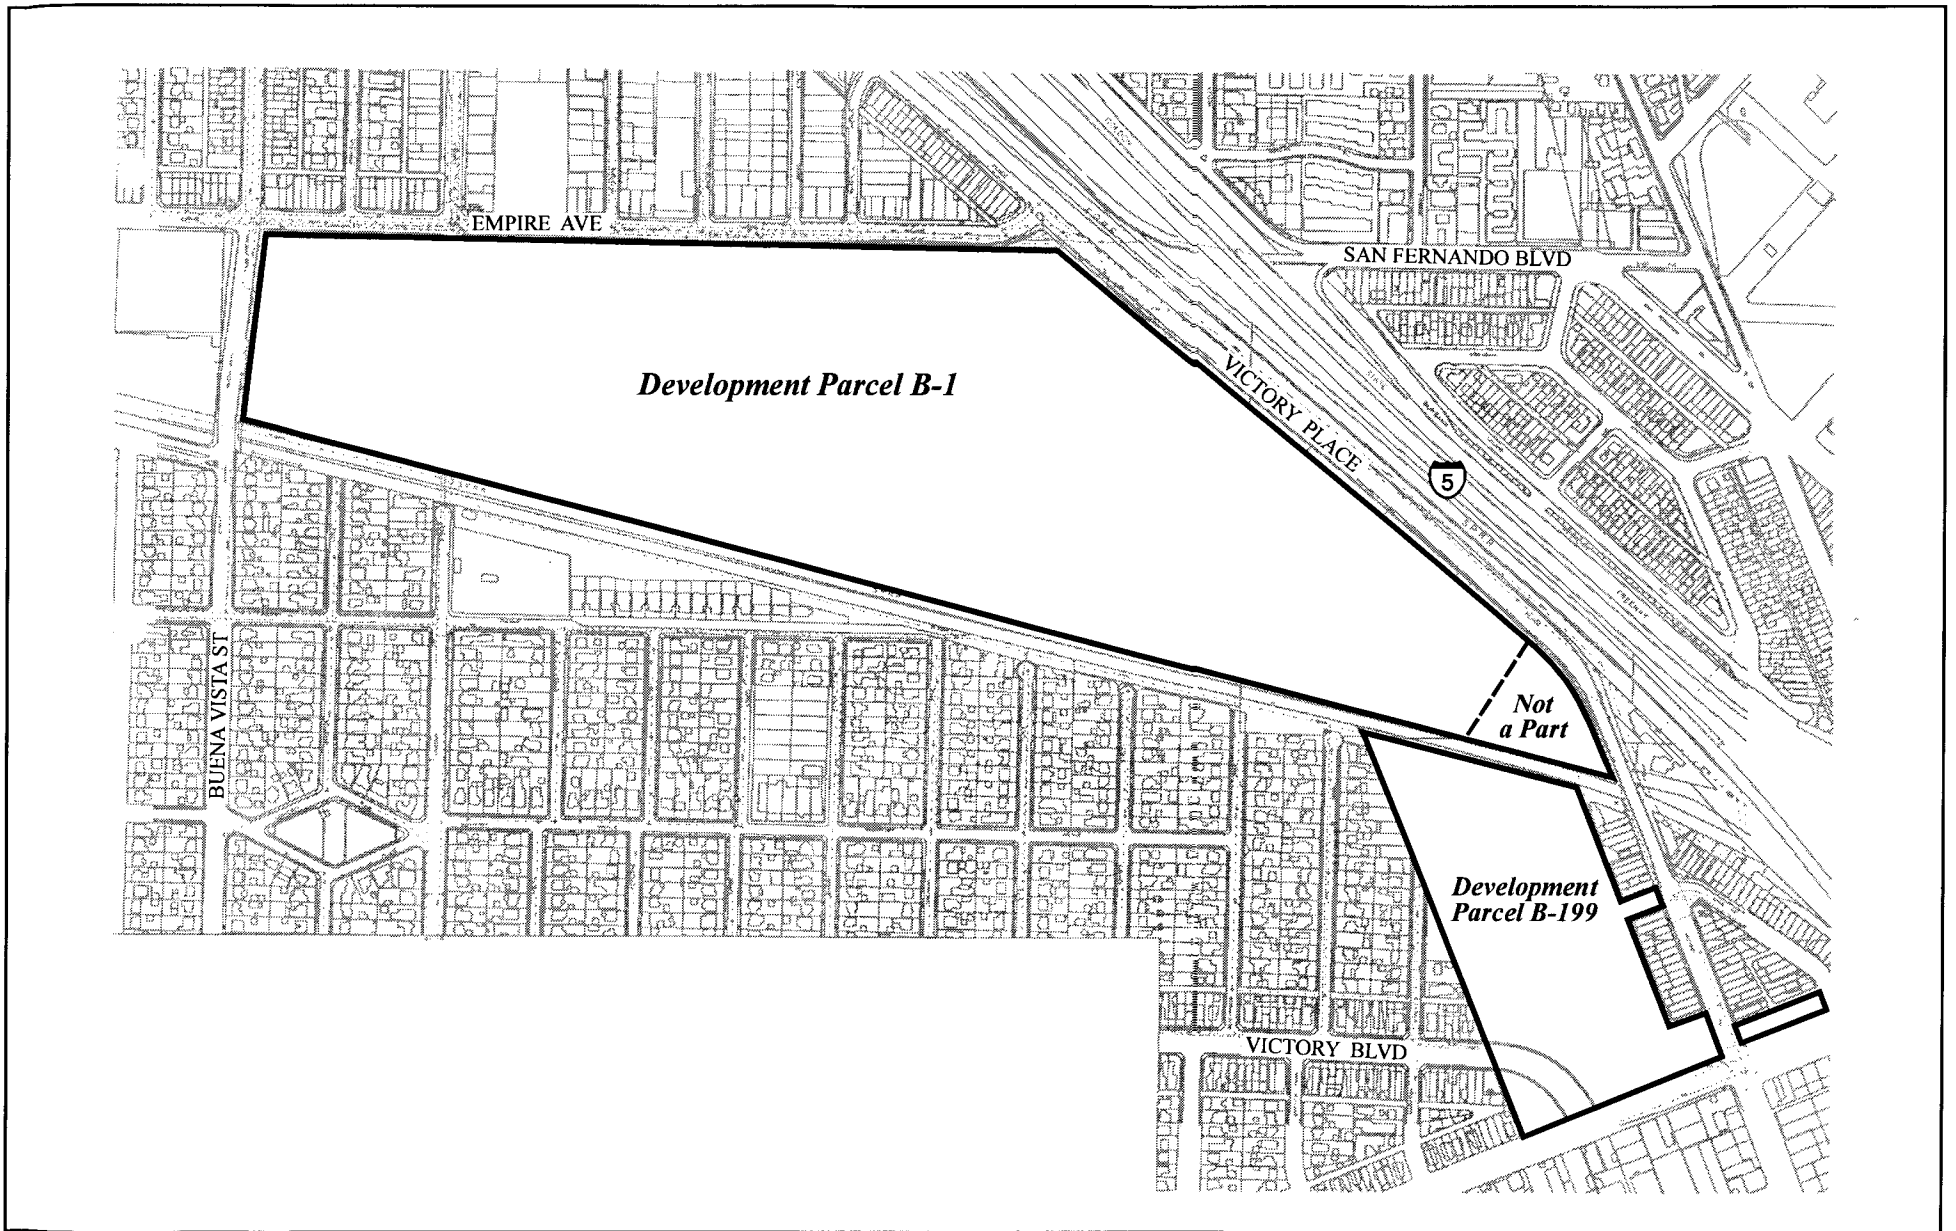 EMPIRE AVE
SAN FERNANDO BLVD
Development Parcel B-1
VICTORY PLACE
5
BUENA VISTA ST
Not
a Part
Development
Parcel B-199
VICTORY BLVD